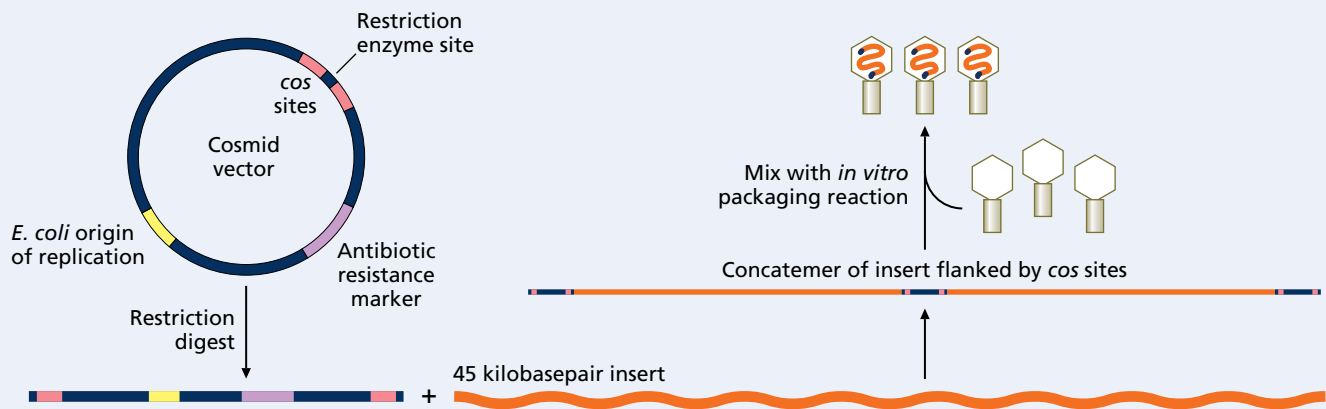 Restriction
enzyme site
cos
sites
Cosmid
vector
E. coli origin
of replication
Antibiotic
resistance
marker
Restriction
digest
+
45 kilobasepair insert
Mix with in vitro
packaging reaction
Concatemer of insert flanked by cos sites